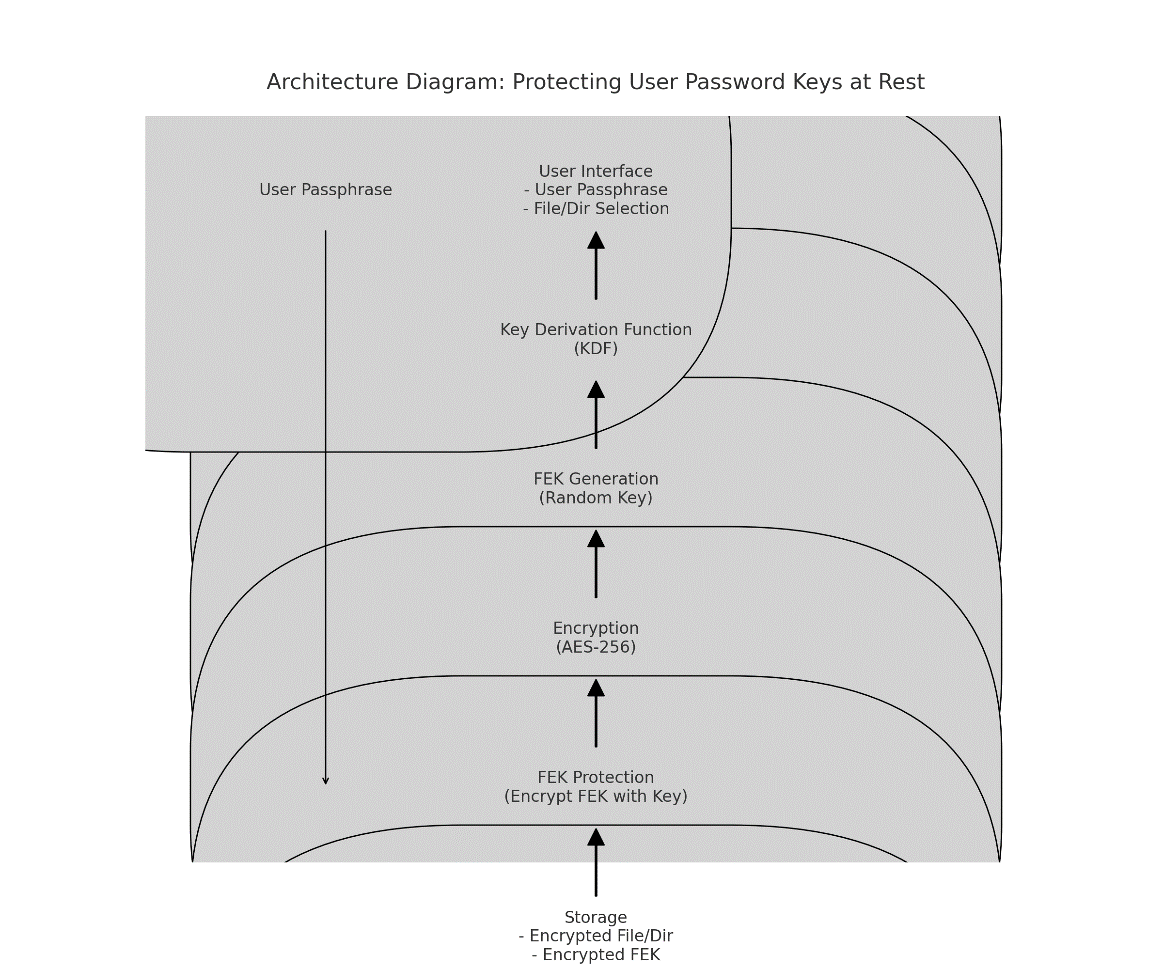 Architecture Diagram: Protecting User Password Keys at Rest
User Passphrase
User Interface
- User Passphrase
- File/Dir Selection
Key Derivation Function
(KDF)
FEK Generation
(Random Key)
Encryption
(AES-256)
FEK Protection
(Encrypt FEK with Key)
Storage
- Encrypted File/Dir
- Encrypted FEK